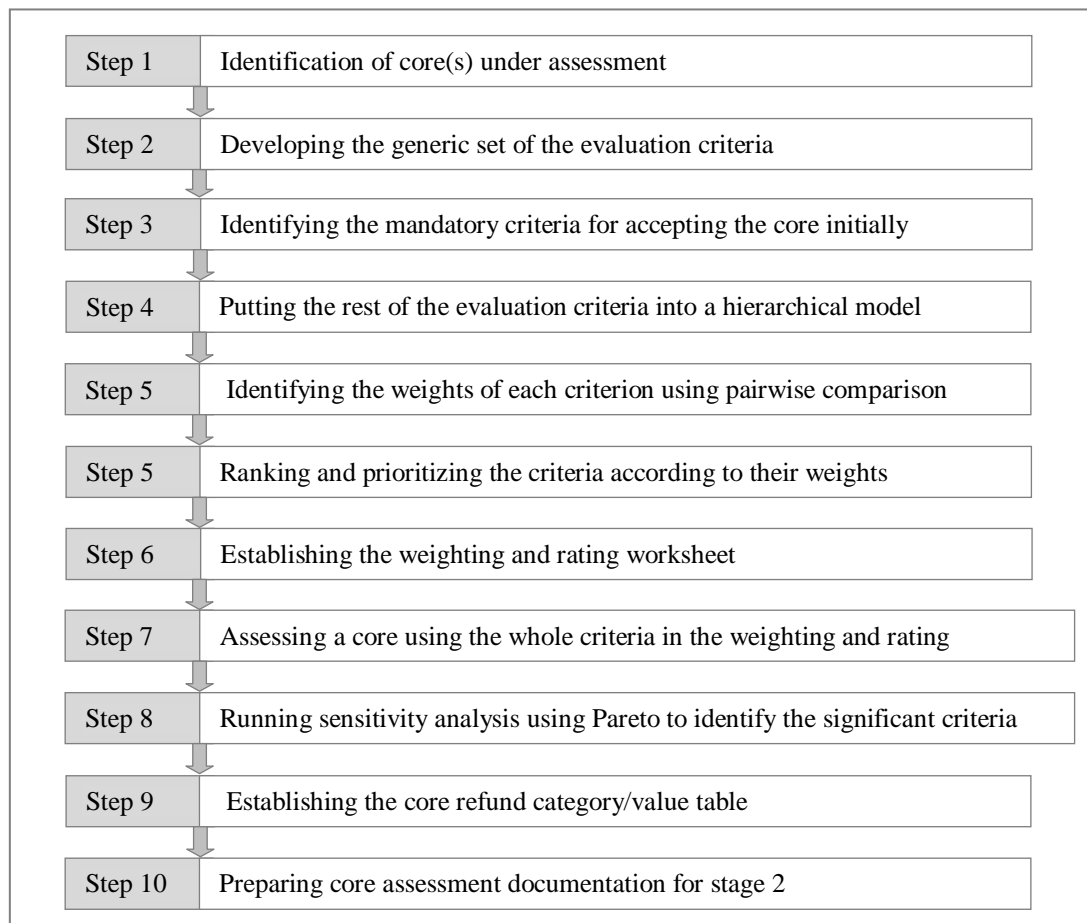 Step 1 Identification of core(s) under assessment
Step 2 Developing the generic set of the evaluation criteria
Step 3 Identifying the mandatory criteria for accepting the core initially
Step 4 Putting the rest of the evaluation criteria into a hierarchical model
Step 5 Identifying the weights of each criterion using pairwise comparison
Step 5 Ranking and prioritizing the criteria according to their weights
Step 6 Establishing the weighting and rating worksheet
Step 7 Assessing a core using the whole criteria in the weighting and rating
Step 8 Running sensitivity analysis using Pareto to identify the significant criteria
Step 9 Establishing the core refund category/value table
Step 10 Preparing core assessment documentation for stage 2